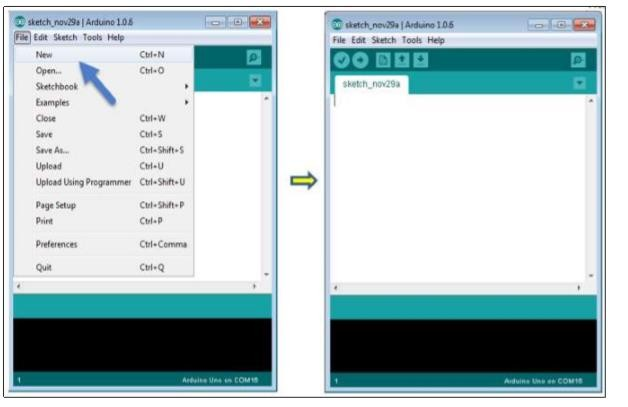 sketch_nov29a | Arduino 1.0.6
File Edit Sketch Tools Help
New Ctrl+N
Open... Ctrl+O
Sketchbook
Examples
Close Ctrl+W
Save Ctrl+S
Save As... Ctrl+Shift+S
Upload Ctrl+U
Upload Using Programmer Ctrl+Shift+U
Page Setup Ctrl+Shift+P
Print Ctrl+P
Preferences Ctrl+Comma
Quit Ctrl+Q
1 Arduino Uno on COM16
sketch_nov29a | Arduino 1.0.6
File Edit Sketch Tools Help
sketch_nov29a
1 Arduino Uno on COM16